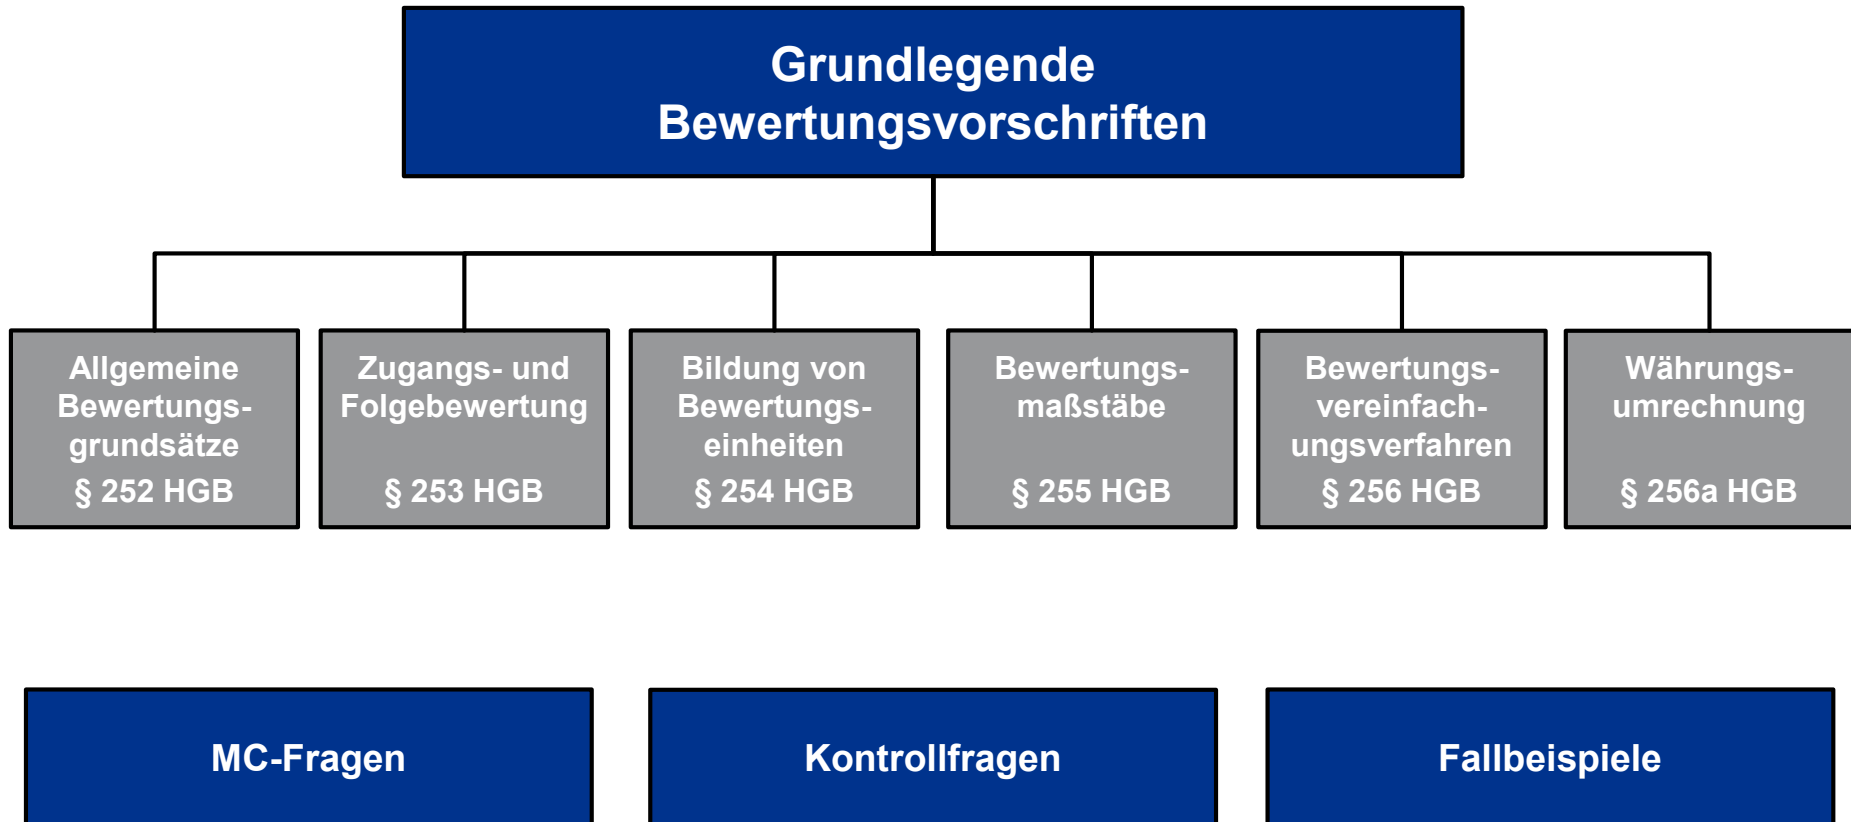 Grundlegende
Bewertungsvorschriften
Allgemeine
Bewertungs-
grundsätze
§ 252 HGB
Zugangs- und
Folgebewertung
§ 253 HGB
Bildung von
Bewertungs-
einheiten
§ 254 HGB
Bewertungs-
maßstäbe
§ 255 HGB
Bewertungs-
vereinfach-
ungsverfahren
§ 256 HGB
Währungs-
umrechnung
§ 256a HGB
MC-Fragen
Kontrollfragen
Fallbeispiele